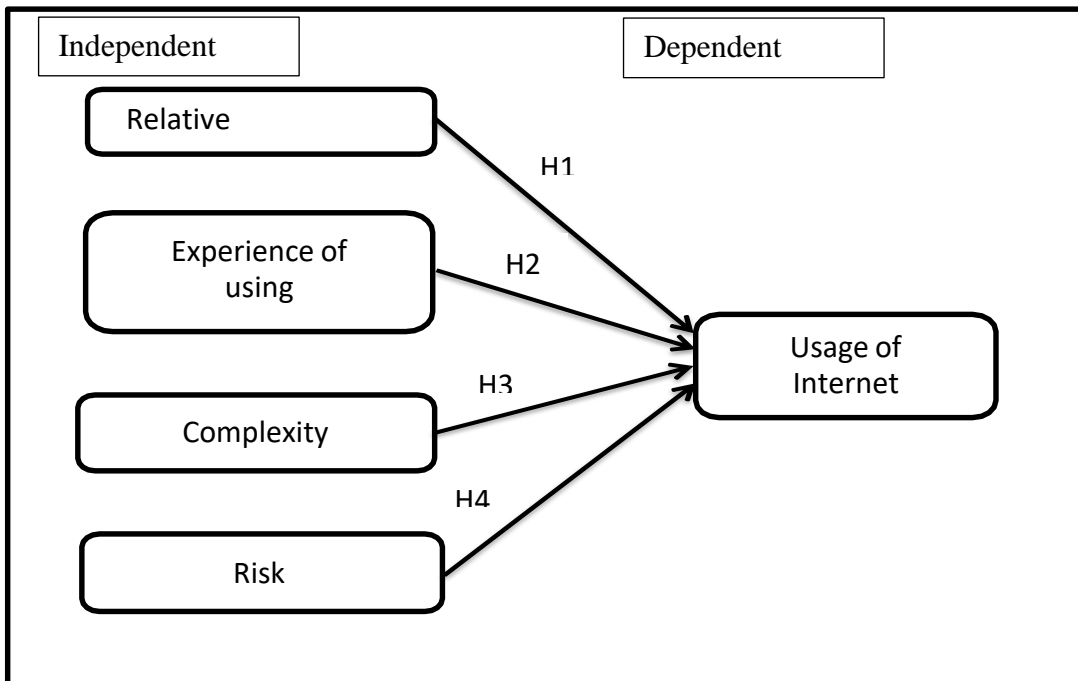 Independent
Dependent
Relative
H1
Experience of
using
H2
Usage of
Internet
H3
Complexity
H4
Risk